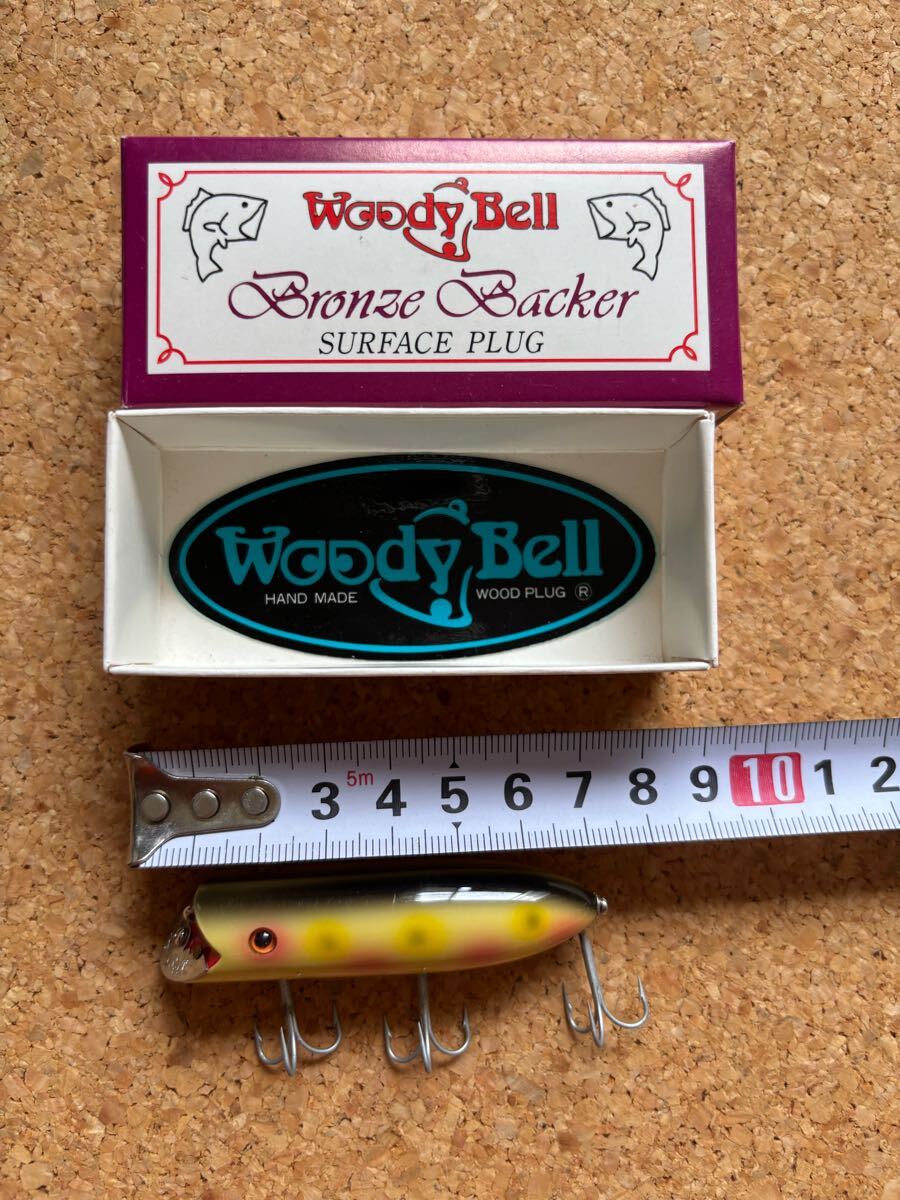 Woody Bell
Bronze Backer
SURFACE PLUG
Woody Bell
HAND MADE WOOD PLUG ®
3 5m 4 5 6 7 8 9 10 1 2